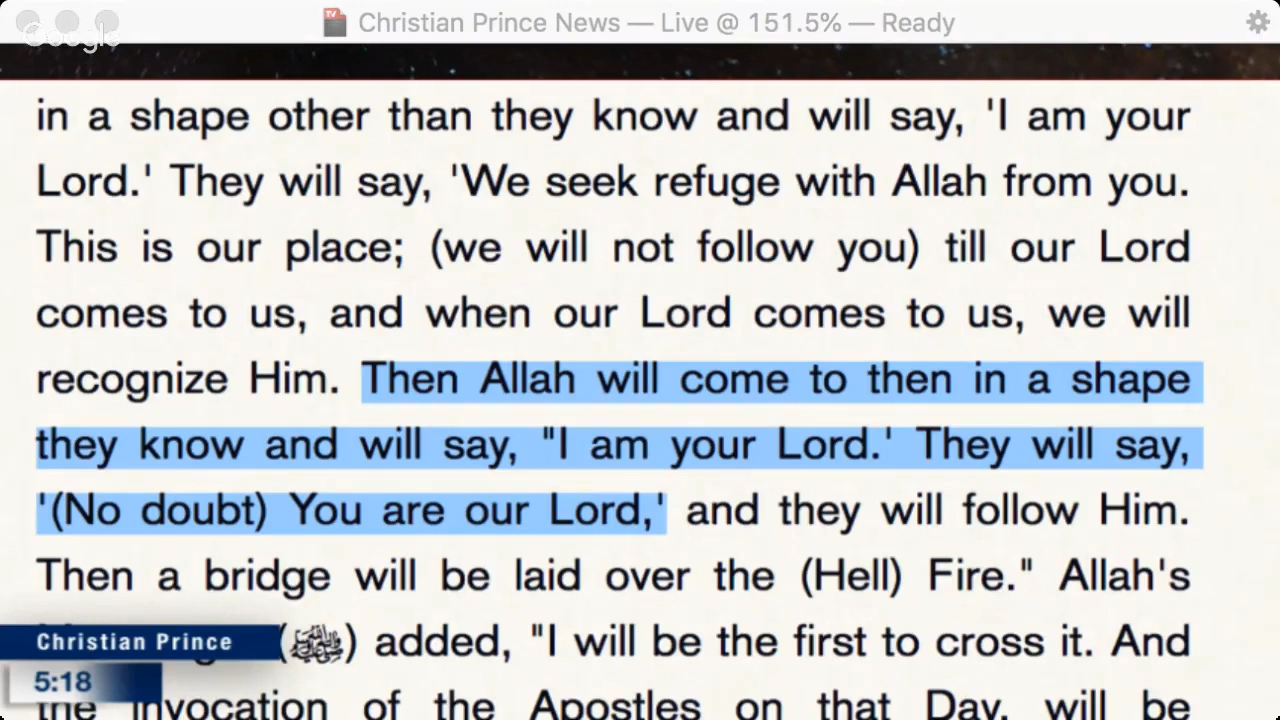 Christian Prince News — Live @ 151.5% — Ready
Google
in a shape other than they know and will say, 'I am your
Lord.' They will say, 'We seek refuge with Allah from you.
This is our place; (we will not follow you) till our Lord
comes to us, and when our Lord comes to us, we will
recognize Him. Then Allah will come to then in a shape
they know and will say, "I am your Lord.' They will say,
'(No doubt) You are our Lord,' and they will follow Him.
Then a bridge will be laid over the (Hell) Fire." Allah's
(ﷺ) added, "I will be the first to cross it. And
the invocation of the Apostles on that Day, will be
Christian Prince
5:18